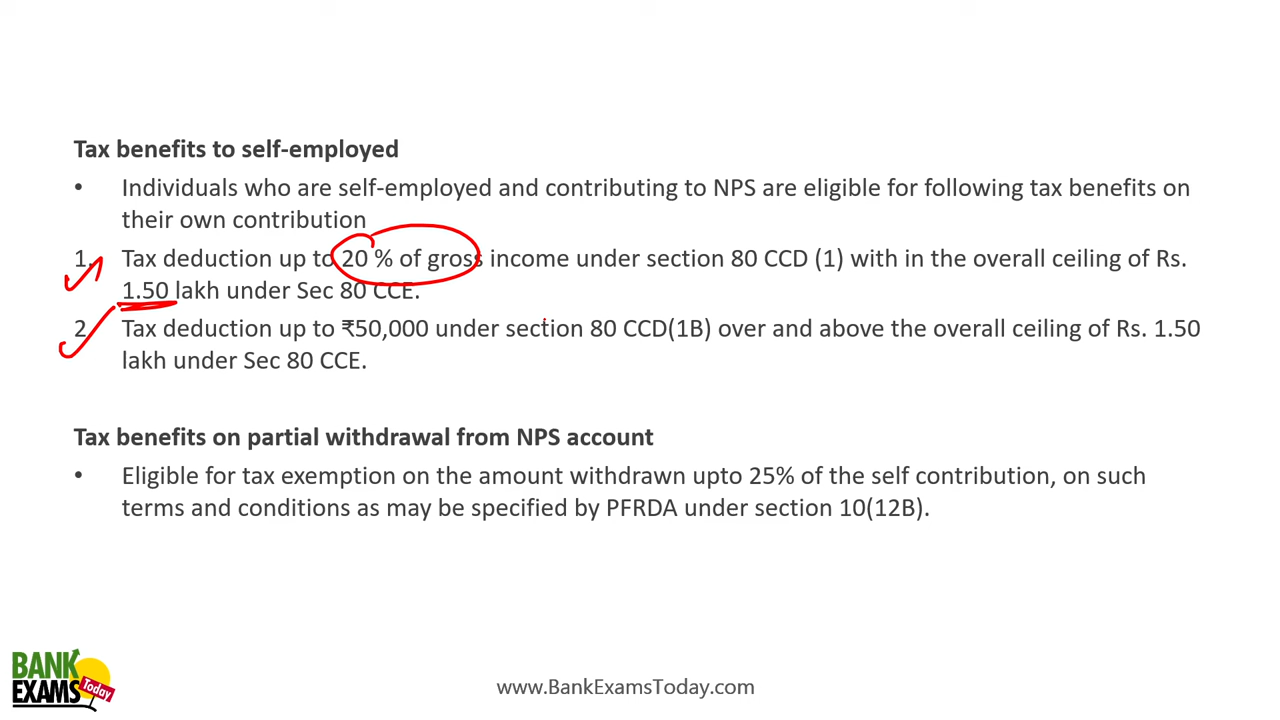 Tax benefits to self-employed
• Individuals who are self-employed and contributing to NPS are eligible for following tax benefits on
their own contribution
1. Tax deduction up to 20 % of gross income under section 80 CCD (1) with in the overall ceiling of Rs.
1.50 lakh under Sec 80 CCE.
2. Tax deduction up to ₹50,000 under section 80 CCD(1B) over and above the overall ceiling of Rs. 1.50
lakh under Sec 80 CCE.
Tax benefits on partial withdrawal from NPS account
• Eligible for tax exemption on the amount withdrawn upto 25% of the self contribution, on such
terms and conditions as may be specified by PFRDA under section 10(12B).
BANK
EXAMS
Today
www.BankExamsToday.com